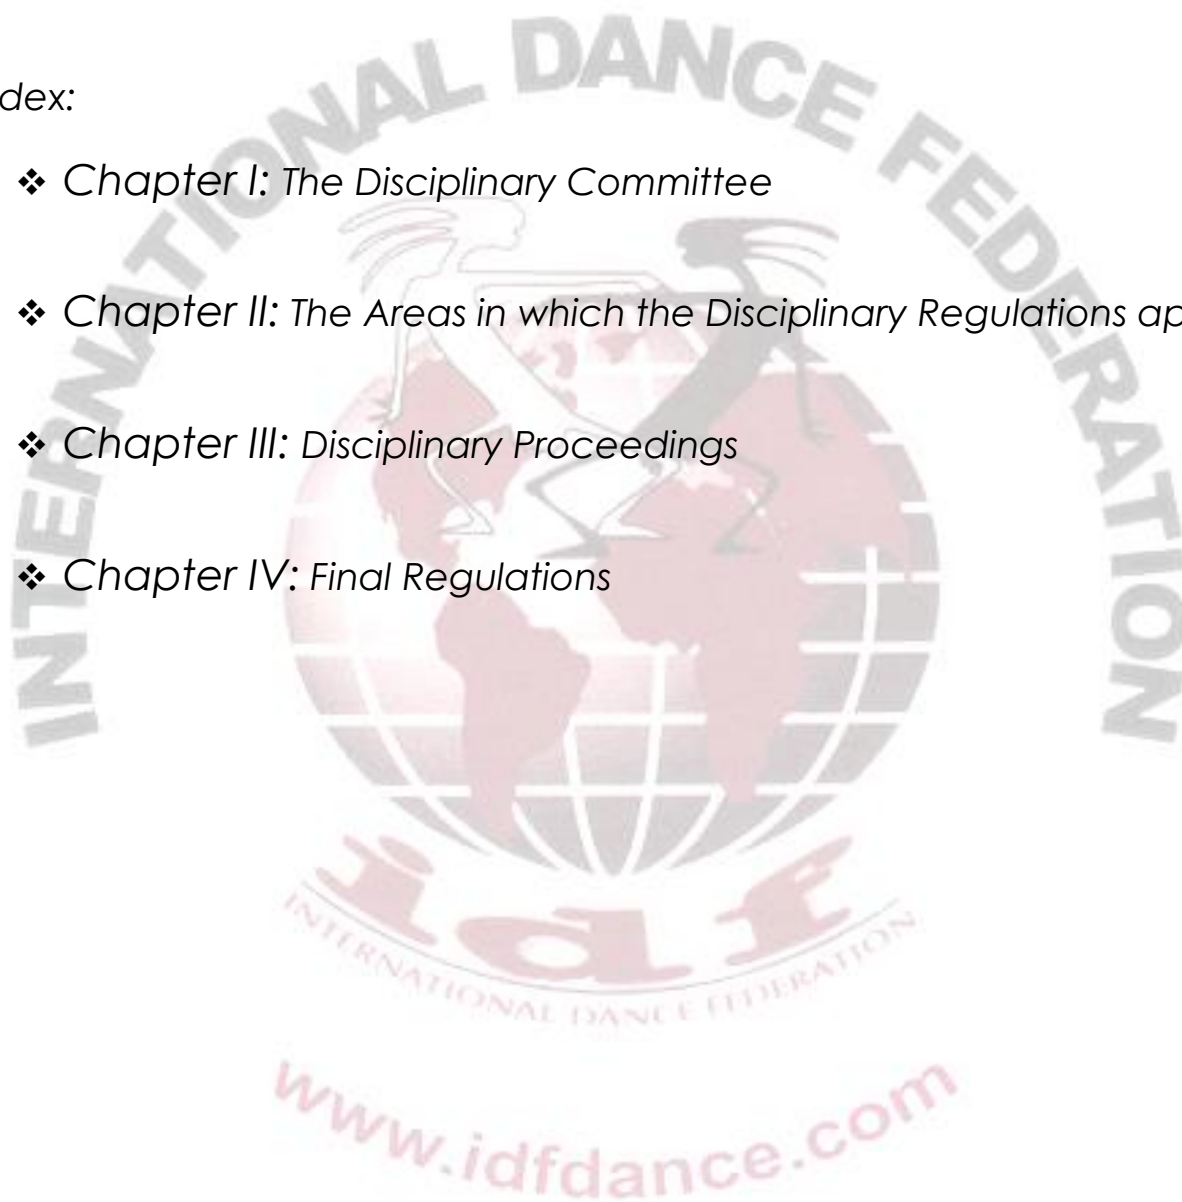 INTERNATIONAL DANCE FEDERATION
dex:
❖ Chapter I: The Disciplinary Committee
❖ Chapter II: The Areas in which the Disciplinary Regulations ap
❖ Chapter III: Disciplinary Proceedings
❖ Chapter IV: Final Regulations
idf
INTERNATIONAL DANCE FEDERATION
www.idfdance.com